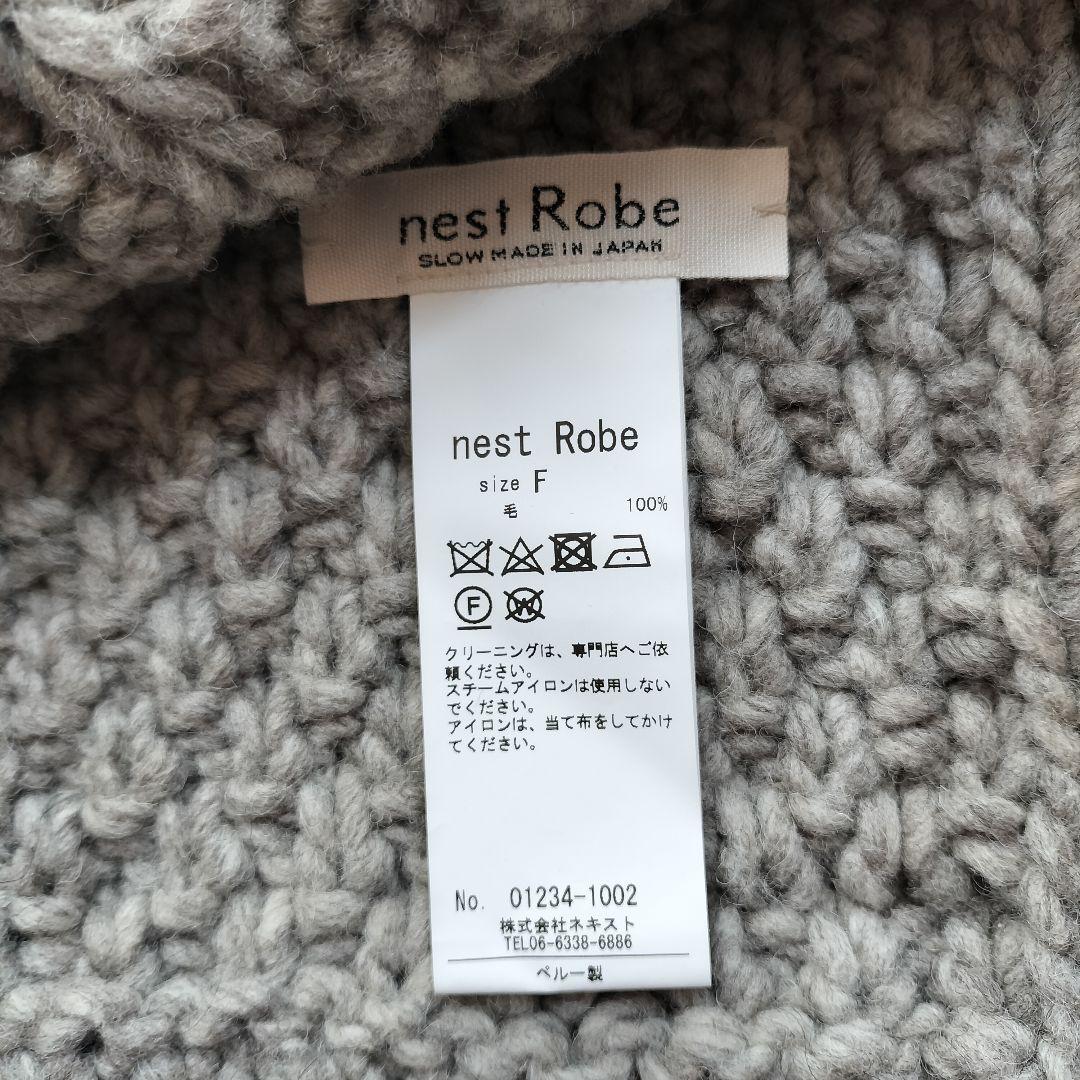 nest Robe
SLOW MADE IN JAPAN
nest Robe
size F
毛 100%
F W
クリーニングは、専門店へご依
頼ください。
スチームアイロンは使用しない
でください。
アイロンは、当て布をしてかけ
てください。
No. 01234-1002
株式会社ネキスト
TEL06-6338-6886
ペルー製